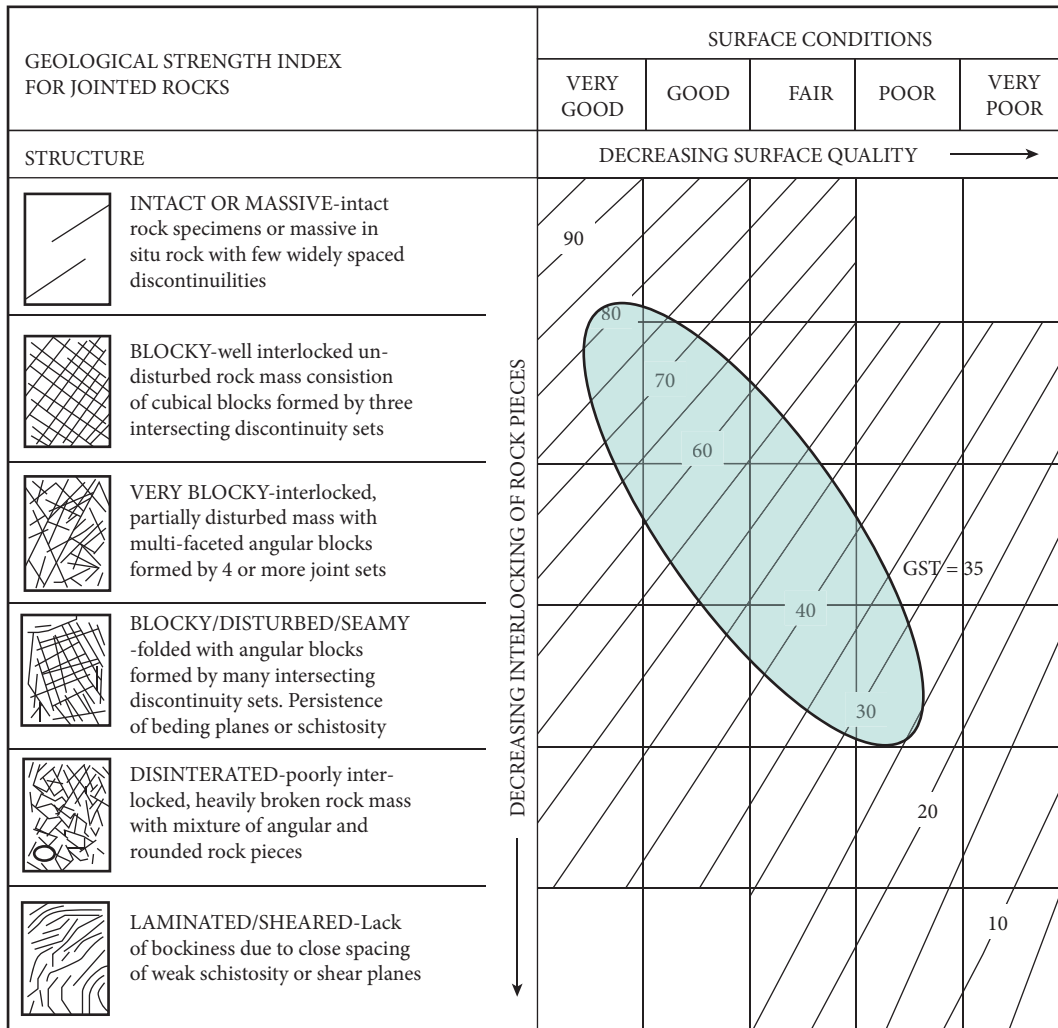 GEOLOGICAL STRENGTH INDEX
FOR JOINTED ROCKS
SURFACE CONDITIONS
VERY
GOOD
GOOD
FAIR
POOR
VERY
POOR
STRUCTURE
DECREASING SURFACE QUALITY
INTACT OR MASSIVE-intact
rock specimens or massive in
situ rock with few widely spaced
discontinuilities
BLOCKY-well interlocked un-
disturbed rock mass consistion
of cubical blocks formed by three
intersecting discontinuity sets
VERY BLOCKY-interlocked,
partially disturbed mass with
multi-faceted angular blocks
formed by 4 or more joint sets
BLOCKY/DISTURBED/SEAMY
-folded with angular blocks
formed by many intersecting
discontinuity sets. Persistence
of beding planes or schistosity
DISINTERATED-poorly inter-
locked, heavily broken rock mass
with mixture of angular and
rounded rock pieces
LAMINATED/SHEARED-Lack
of bockiness due to close spacing
of weak schistosity or shear planes
DECREASING INTERLOCKING OF ROCK PIECES
90
80
70
60
GST = 35
40
30
20
10